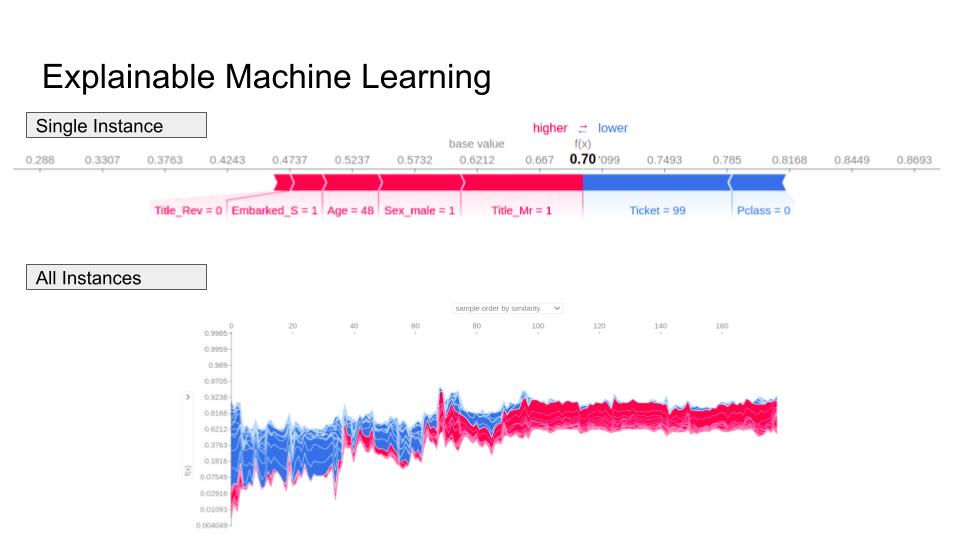 Explainable Machine Learning
Single Instance
higher ⇄ lower
base value f(x)
0.288 0.3307 0.3763 0.4243 0.4737 0.5237 0.5732 0.6212 0.667 0.70 099 0.7493 0.785 0.8168 0.8449 0.8693
Title_Rev = 0 Embarked_S = 1 Age = 48 Sex_male = 1 Title_Mr = 1 Ticket = 99 Pclass = 0
All Instances
sample order by similarity
0 20 40 60 80 100 120 140 160
0.9985
0.9959
0.989
0.9705
0.9238
0.8168
0.6212
0.3763
0.1816
0.07549
0.02916
0.01093
0.004049
f(x)